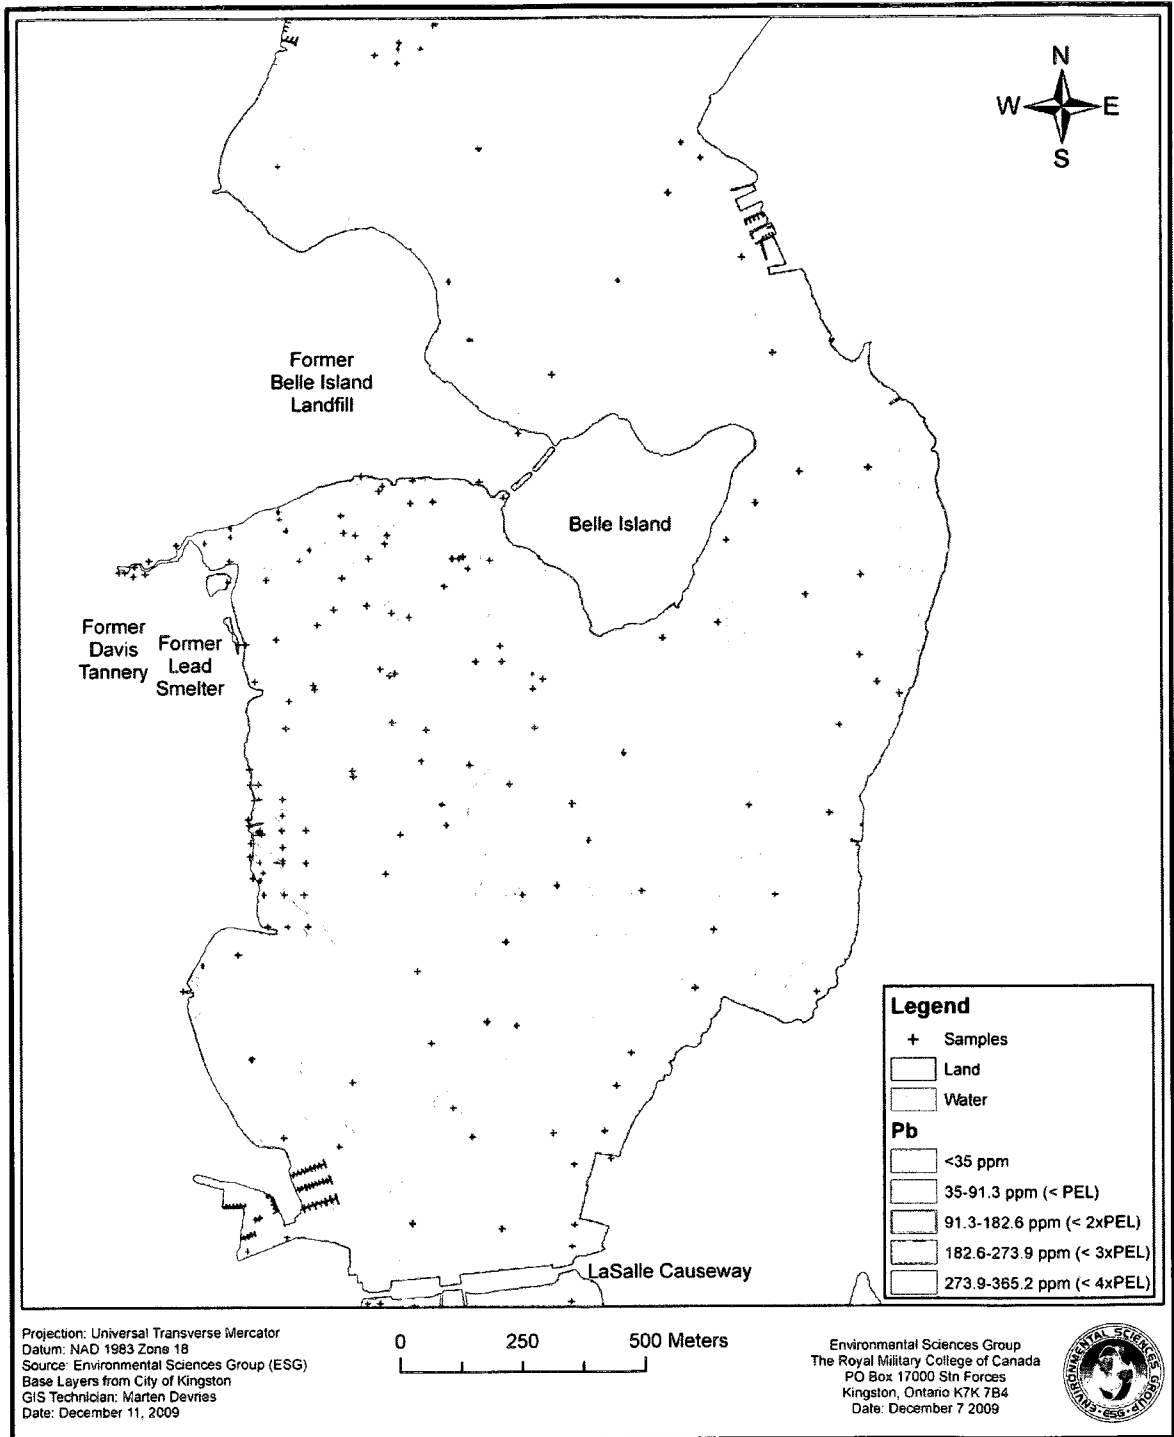 N
W E
S
Former
Belle Island
Landfill
Belle Island
Former
Davis
Tannery
Former
Lead
Smelter
LaSalle Causeway
Legend
Samples
Land
Water
Pb
<35 ppm
35-91.3 ppm (< PEL)
91.3-182.6 ppm (< 2xPEL)
182.6-273.9 ppm (< 3xPEL)
273.9-365.2 ppm (< 4xPEL)
Projection: Universal Transverse Mercator
Datum: NAD 1983 Zone 18
Source: Environmental Sciences Group (ESG)
Base Layers from City of Kingston
GIS Technician: Marten Devries
Date: December 11, 2009
0 250 500 Meters
Environmental Sciences Group
The Royal Military College of Canada
PO Box 17000 Stn Forces
Kingston, Ontario K7K 7B4
Date: December 7 2009
ENVIRONMENTAL SCIENCES GROUP
ESG